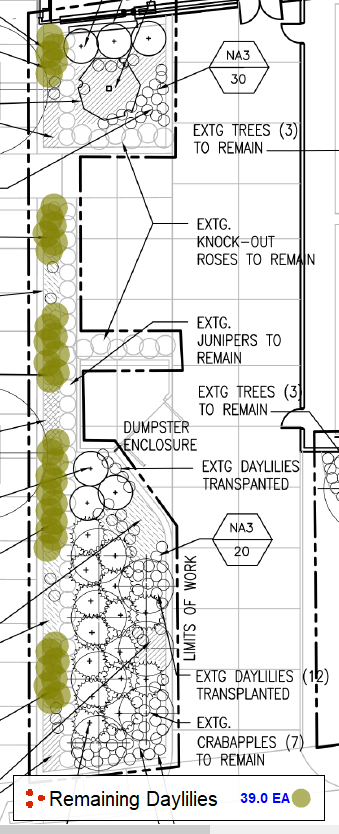 NA3
30
EXTG TREES (3)
TO REMAIN
EXTG.
KNOCK-OUT
ROSES TO REMAIN
EXTG.
JUNIPERS TO
REMAIN
EXTG TREES (3)
TO REMAIN
DUMPSTER
ENCLOSURE
EXTG DAYLILIES
TRANSPANTED
NA3
20
LIMITS OF WORK
EXTG DAYLILIES (12)
TRANSPLANTED
EXTG.
CRABAPPLES (7)
TO REMAIN
Remaining Daylilies 39.0 EA